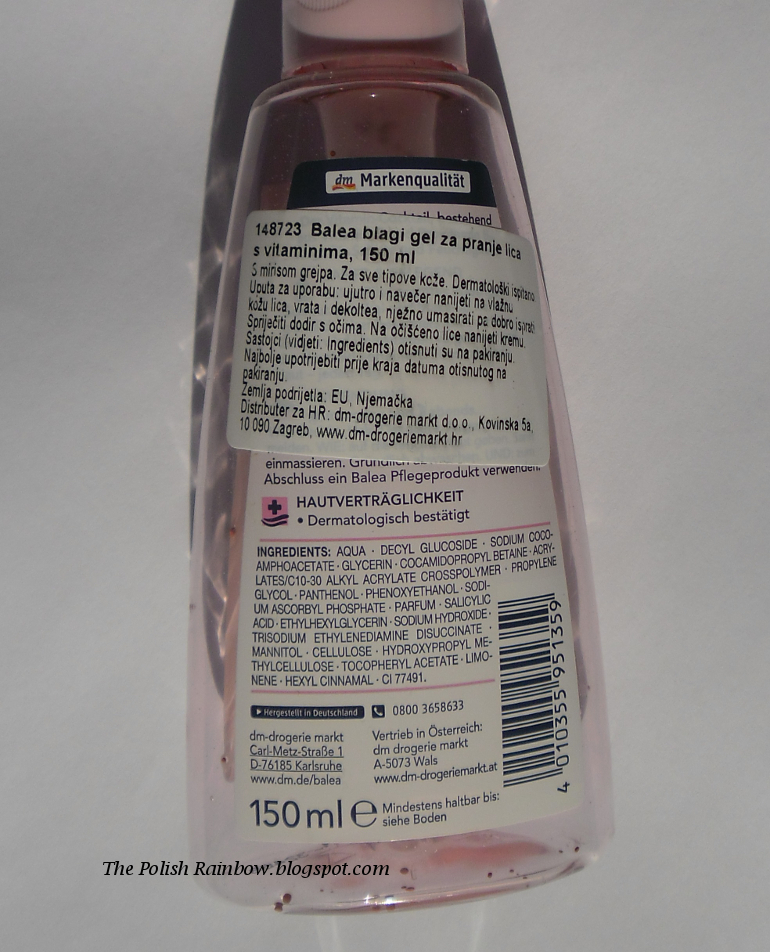 dm Markenqualität
bestehend
148723 Balea blagi gel za pranje lica
s vitaminima, 150 ml
S mirisom grejpa. Za sve tipove kože. Dermatološki ispitano
Uputa za uporabu: ujutro i navečer nanijeti na vlažnu
kožu lica, vrata i dekoltea, nježno umasirati pa dobro isprati
Spriječiti dodir s očima. Na očišćeno lice nanijeti kremu.
Sastojci (vidjeti: Ingredients) otisnuti su na pakiranju.
Najbolje upotrijebiti prije kraja datuma otisnutog na
pakiranju.
Zemlja podrijetla: EU, Njemačka
Distributer za HR: dm-drogerie markt d.o.o., Kovinska 5a,
10 090 Zagreb, www.dm-drogeriemarkt.hr
einmassieren.
Abschluss ein Balea Pflegeprodukt verwenden.
HAUTVERTRÄGLICHKEIT
• Dermatologisch bestätigt
INGREDIENTS: AQUA · DECYL GLUCOSIDE · SODIUM COCO-
AMPHOACETATE · GLYCERIN · COCAMIDOPROPYL BETAINE · ACRY-
LATES/C10-30 ALKYL ACRYLATE CROSSPOLYMER · PROPYLENE
GLYCOL · PANTHENOL · PHENOXYETHANOL · SODI-
UM ASCORBYL PHOSPHATE · PARFUM · SALICYLIC
ACID · ETHYLHEXYLGLYCERIN · SODIUM HYDROXIDE ·
TRISODIUM ETHYLENEDIAMINE DISUCCINATE ·
MANNITOL · CELLULOSE · HYDROXYPROPYL ME-
THYLCELLULOSE · TOCOPHERYL ACETATE · LIMO-
NENE · HEXYL CINNAMAL · CI 77491.
Hergestellt in Deutschland 0800 3658633
dm-drogerie markt
Carl-Metz-Straße 1
D-76185 Karlsruhe
www.dm.de/balea
Vertrieb in Österreich:
dm drogerie markt
A-5073 Wals
www.dm-drogeriemarkt.at
4 010355 951359
150 ml e Mindestens haltbar bis:
siehe Boden
The Polish Rainbow.blogspot.com